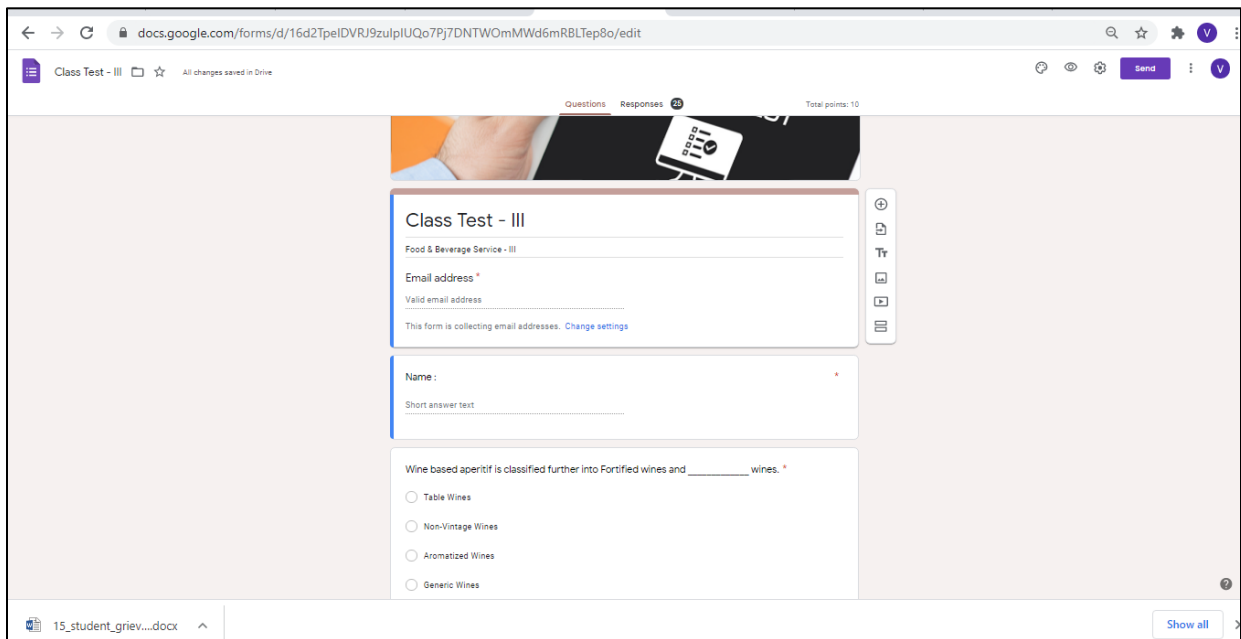 docs.google.com/forms/d/16d2TpeIDVRJ9zuIpIUQo7Pj7DNTWOmMWd6mRBLTep8o/edit
V
Class Test - III All changes saved in Drive
Send
V
Questions Responses 25 Total points: 10
Class Test - III
Food & Beverage Service - III
Email address *
Valid email address
This form is collecting email addresses. Change settings
Tт
Name : *
Short answer text
Wine based aperitif is classified further into Fortified wines and ____________ wines. *
Table Wines
Non-Vintage Wines
Aromatized Wines
Generic Wines
15_student_griev....docx
Show all